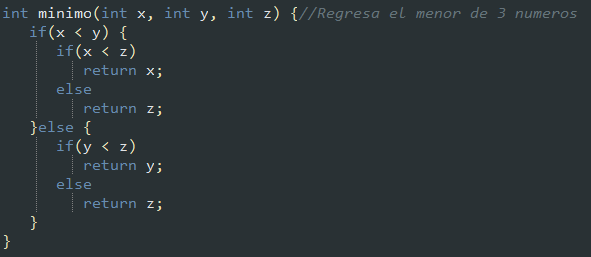 int minimo(int x, int y, int z) {//Regresa el menor de 3 numeros
if(x < y) {
if(x < z)
return x;
else
return z;
}else {
if(y < z)
return y;
else
return z;
}
}